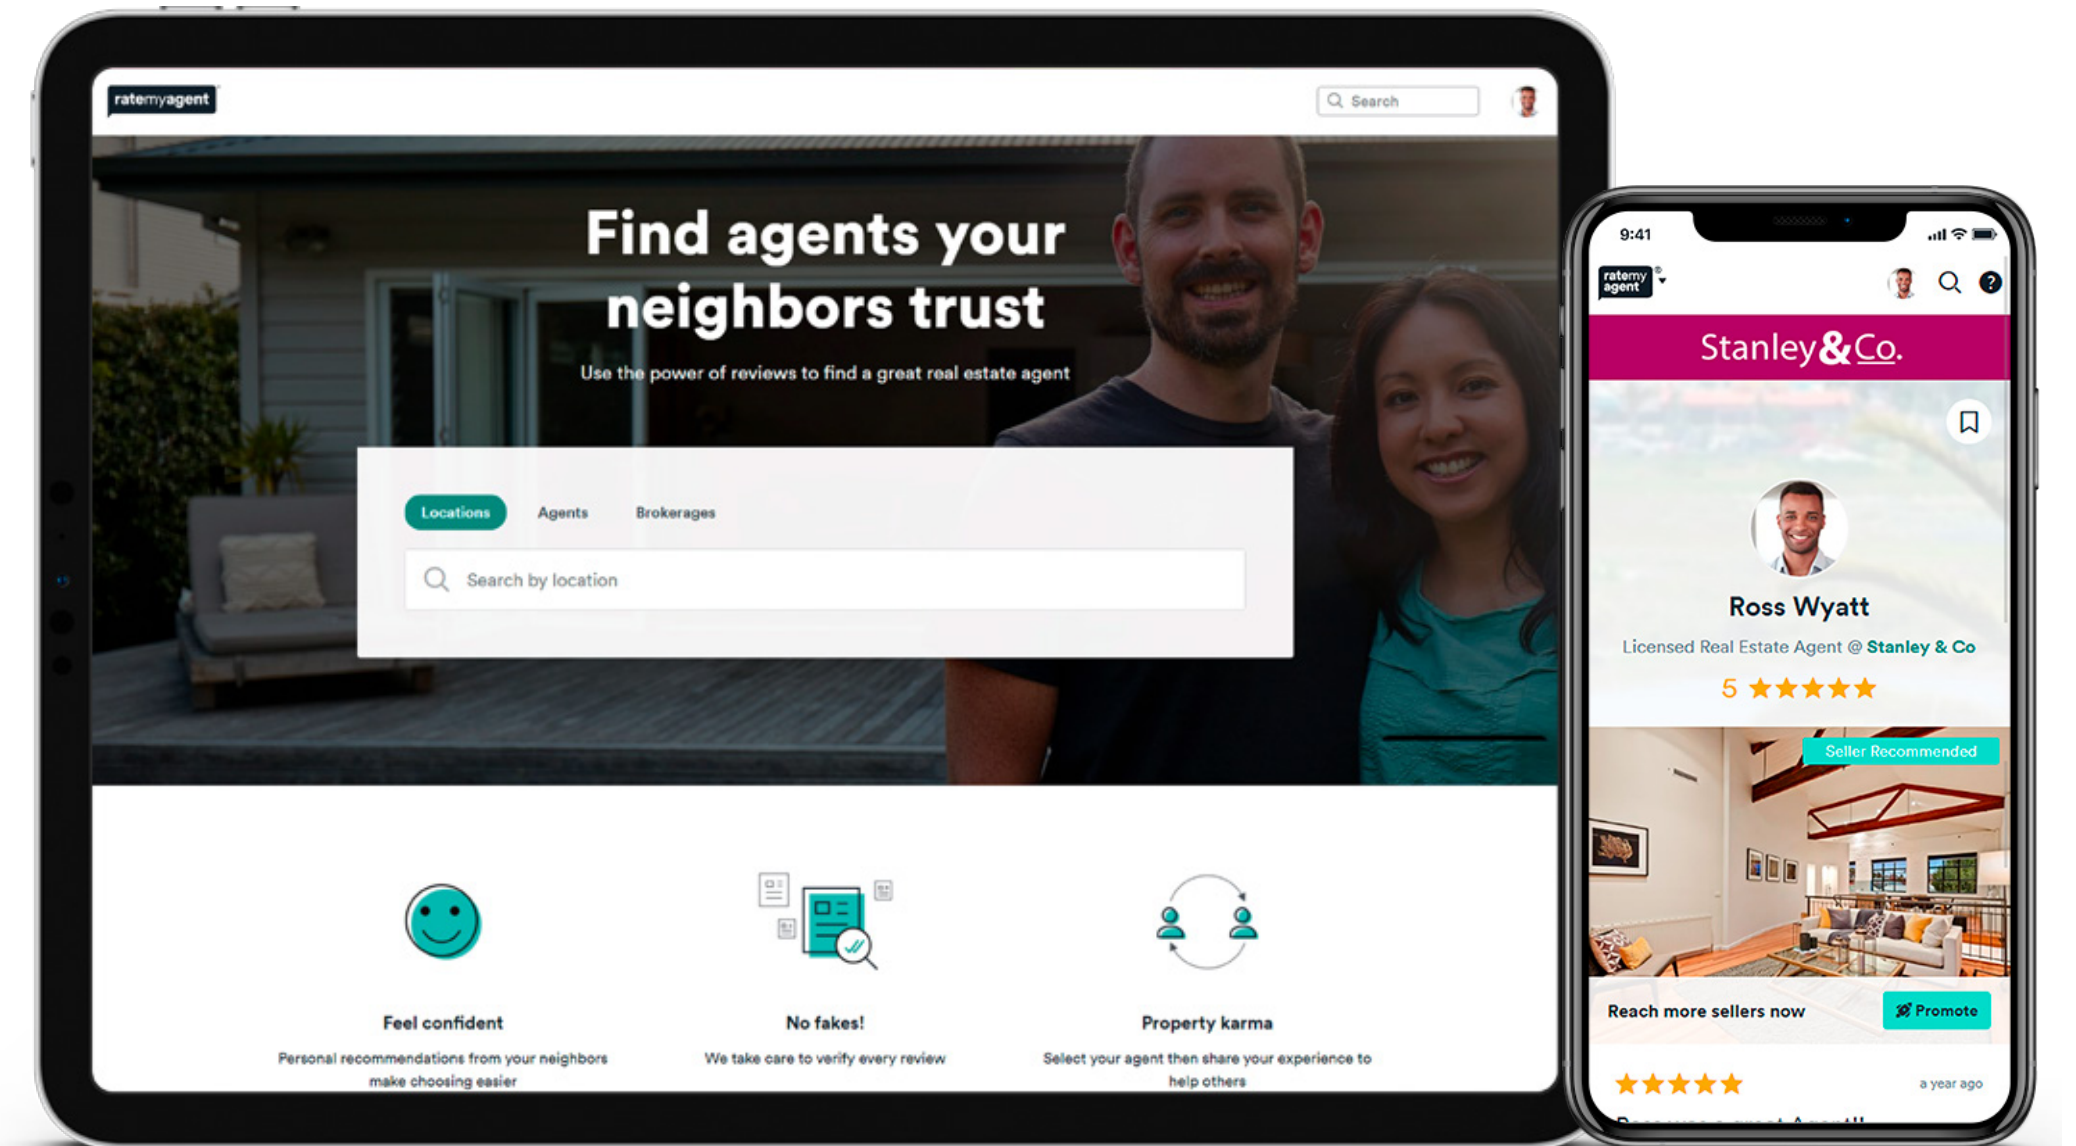 ratemyagent
Search
Find agents your
neighbors trust
Use the power of reviews to find a great real estate agent
Locations
Agents
Brokerages
Search by location
Feel confident
Personal recommendations from your neighbors
make choosing easier
No fakes!
We take care to verify every review
Property karma
Select your agent then share your experience to
help others
9:41
ratemy
agent®
?
Stanley&Co.
Ross Wyatt
Licensed Real Estate Agent @ Stanley & Co
5
Seller Recommended
Reach more sellers now
Promote
a year ago
great Agent!!